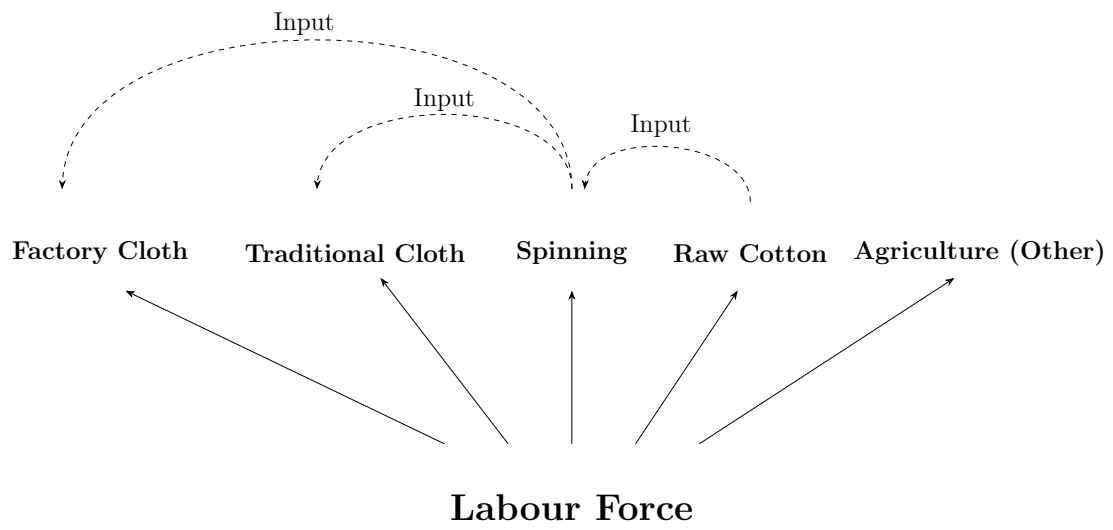 Input
Input
Input
Factory Cloth
Traditional Cloth
Spinning
Raw Cotton
Agriculture (Other)
Labour Force